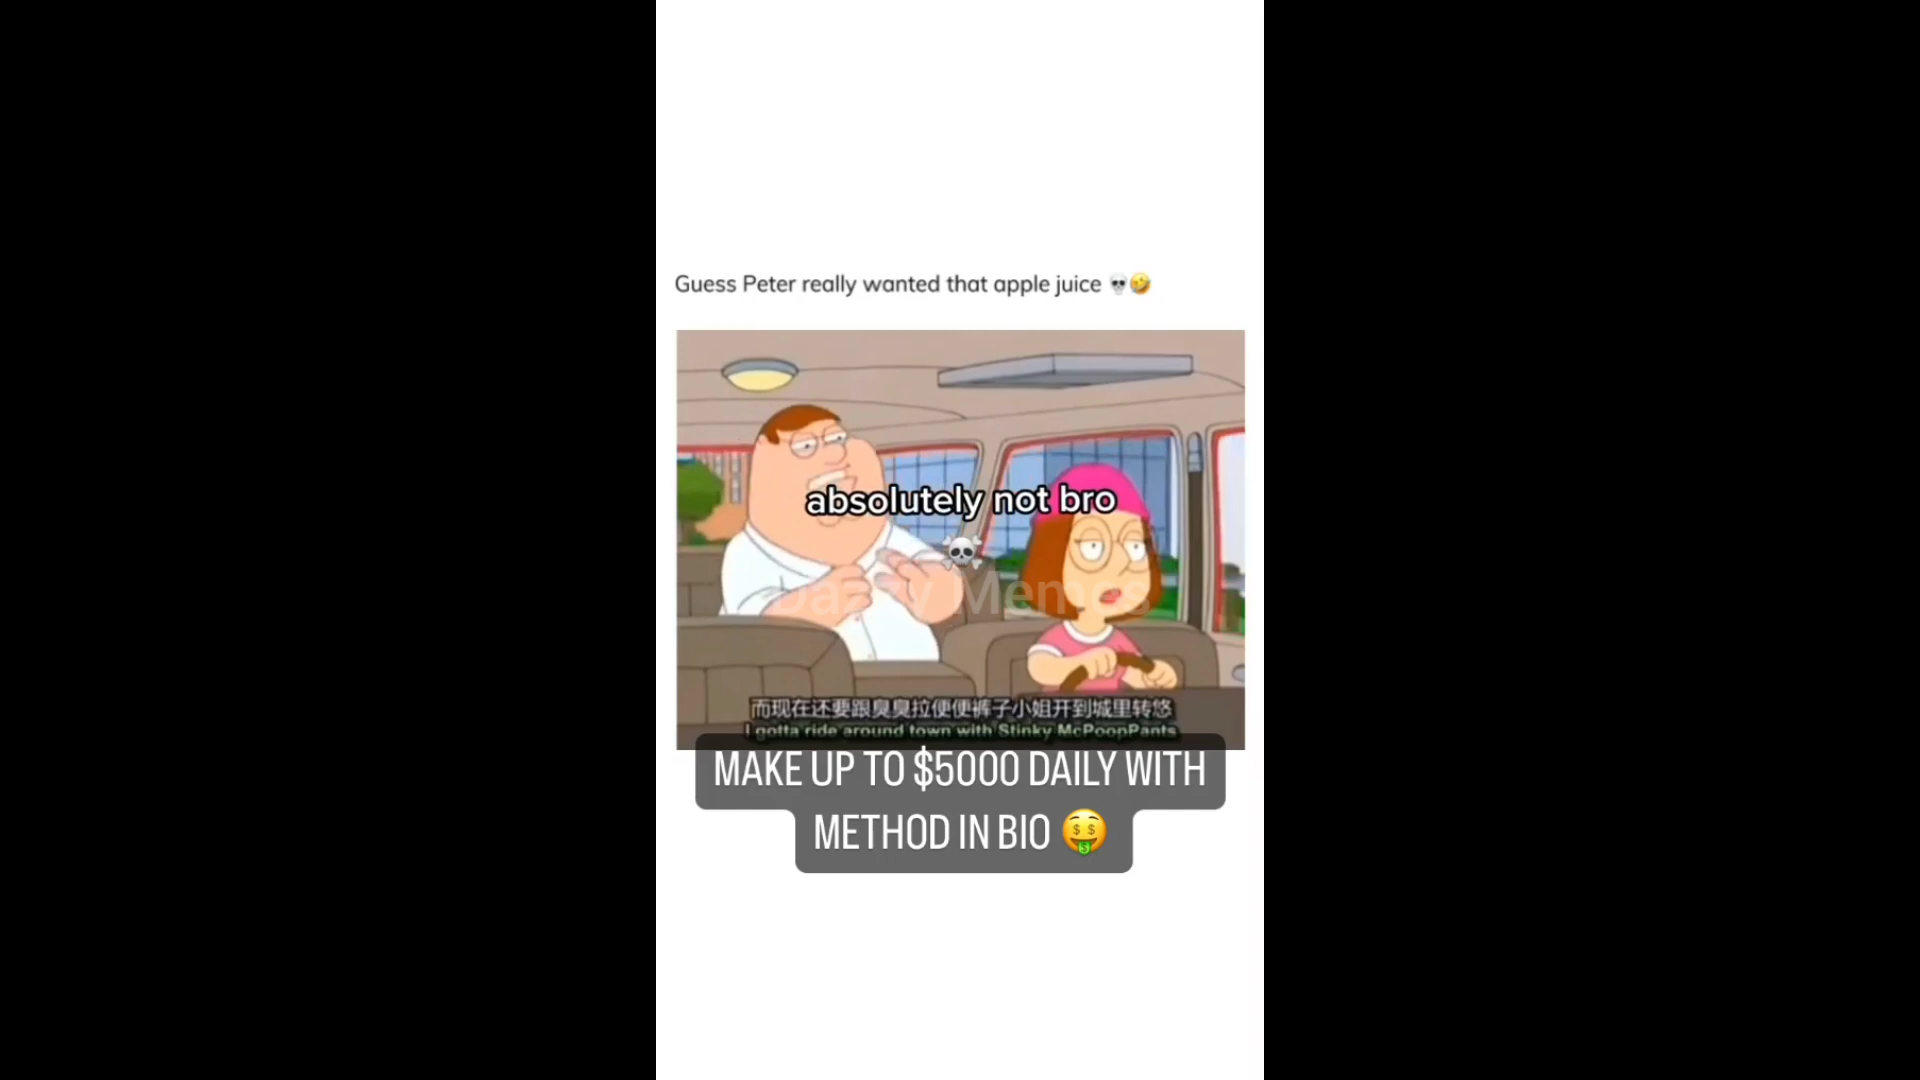 Guess Peter really wanted that apple juice 💀🤣
absolutely not bro
☠️
Daizy Memes
而现在还要跟臭臭拉便便裤子小姐开到城里转悠
I gotta ride around town with Stinky McPoopPants
MAKE UP TO $5000 DAILY WITH
METHOD IN BIO 🤑